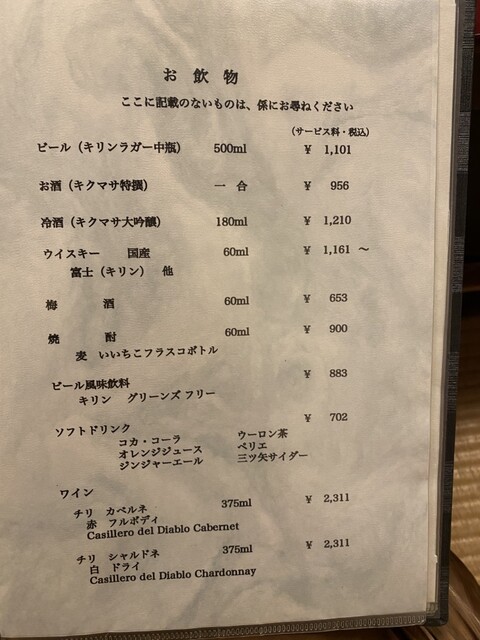 お 飲 物
ここに記載のないものは、係にお尋ねください
（サービス料・税込）
ビール（キリンラガー中瓶） 500ml ¥ 1,101
お酒（キクマサ特撰） 一 合 ¥ 956
冷酒（キクマサ大吟醸） 180ml ¥ 1,210
ウイスキー 国産 60ml ¥ 1,161 〜
富士（キリン） 他
梅 酒 60ml ¥ 653
焼 酎 60ml ¥ 900
麦 いいちこフラスコボトル
ビール風味飲料 ¥ 883
キリン グリーンズ フリー
ソフトドリンク ¥ 702
コカ・コーラ ウーロン茶
オレンジジュース ペリエ
ジンジャーエール 三ツ矢サイダー
ワイン
チリ カベルネ 375ml ¥ 2,311
赤 フルボディ
Casillero del Diablo Cabernet
チリ シャルドネ 375ml ¥ 2,311
白 ドライ
Casillero del Diablo Chardonnay